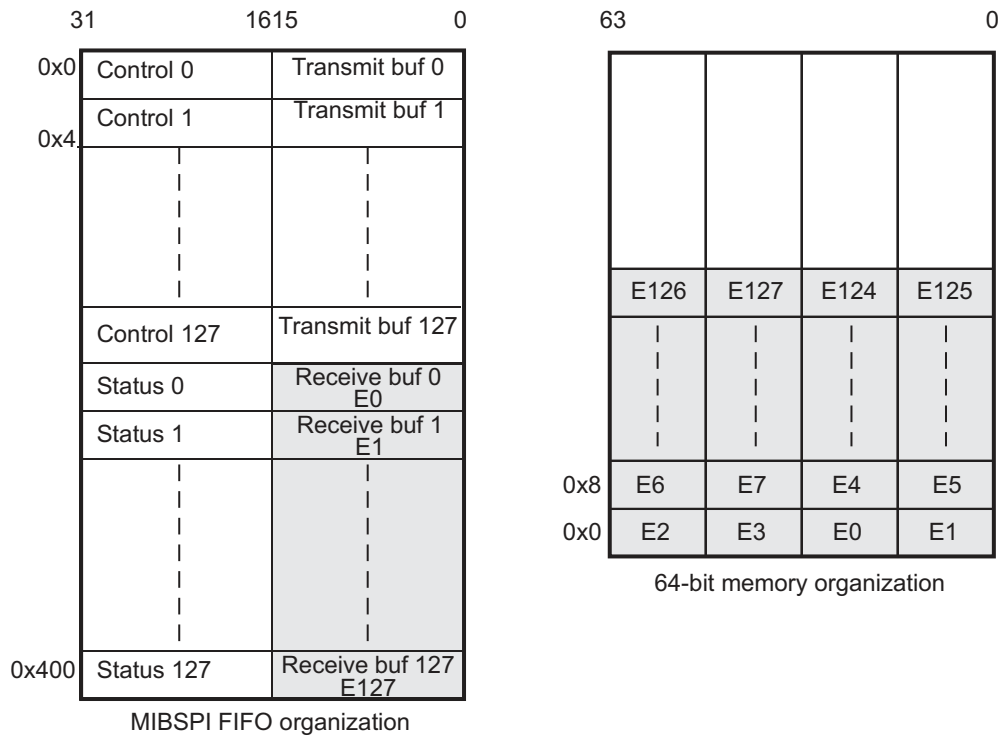 31 1615 0
0x0 Control 0 Transmit buf 0
Control 1 Transmit buf 1
0x4
Control 127 Transmit buf 127
Status 0 Receive buf 0
E0
Status 1 Receive buf 1
E1
0x400 Status 127 Receive buf 127
E127
MIBSPI FIFO organization
63 0
E126 E127 E124 E125
0x8 E6 E7 E4 E5
0x0 E2 E3 E0 E1
64-bit memory organization